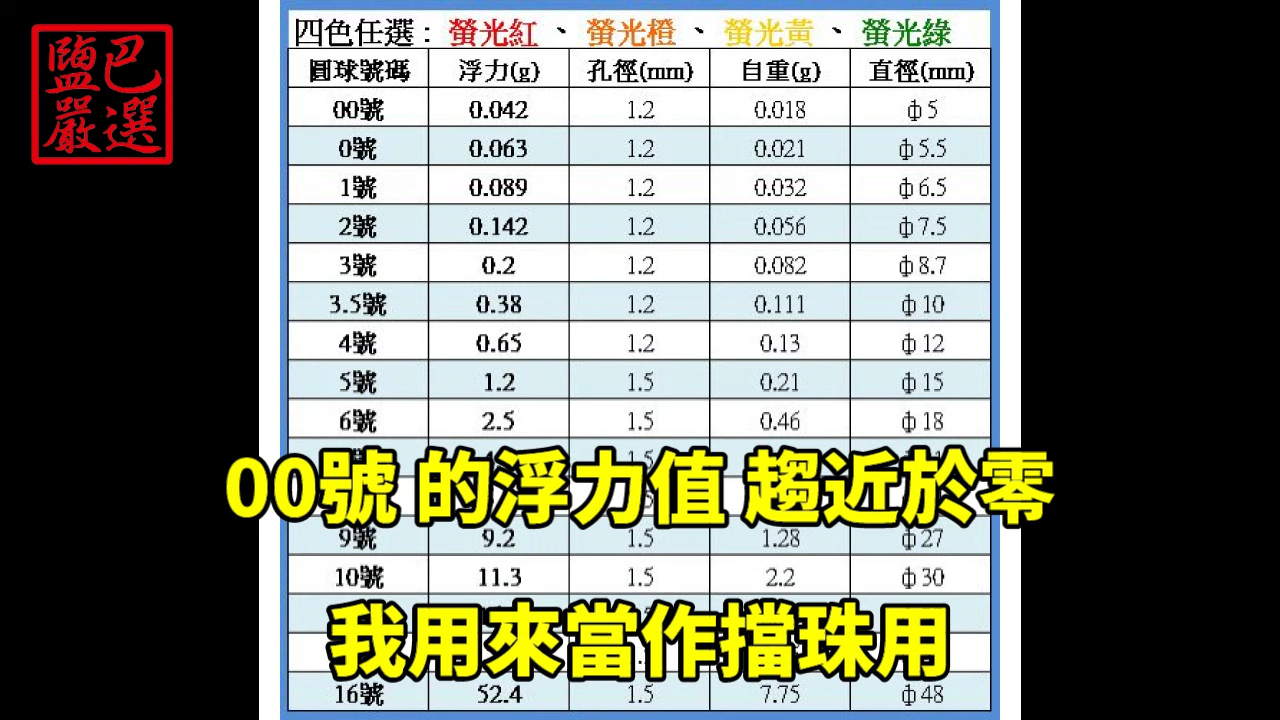 鹽巴嚴選
四色任選：螢光紅、螢光橙、螢光黃、螢光綠
圓球號碼 浮力(g) 孔徑(mm) 自重(g) 直徑(mm)
00號 0.042 1.2 0.018 ф5
0號 0.063 1.2 0.021 ф5.5
1號 0.089 1.2 0.032 ф6.5
2號 0.142 1.2 0.056 ф7.5
3號 0.2 1.2 0.082 ф8.7
3.5號 0.38 1.2 0.111 ф10
4號 0.65 1.2 0.13 ф12
5號 1.2 1.5 0.21 ф15
6號 2.5 1.5 0.46 ф18
00號 的浮力值 趨近於零
9號 9.2 1.5 1.28 ф27
10號 11.3 1.5 2.2 ф30
我用來當作擋珠用
16號 52.4 1.5 7.75 ф48